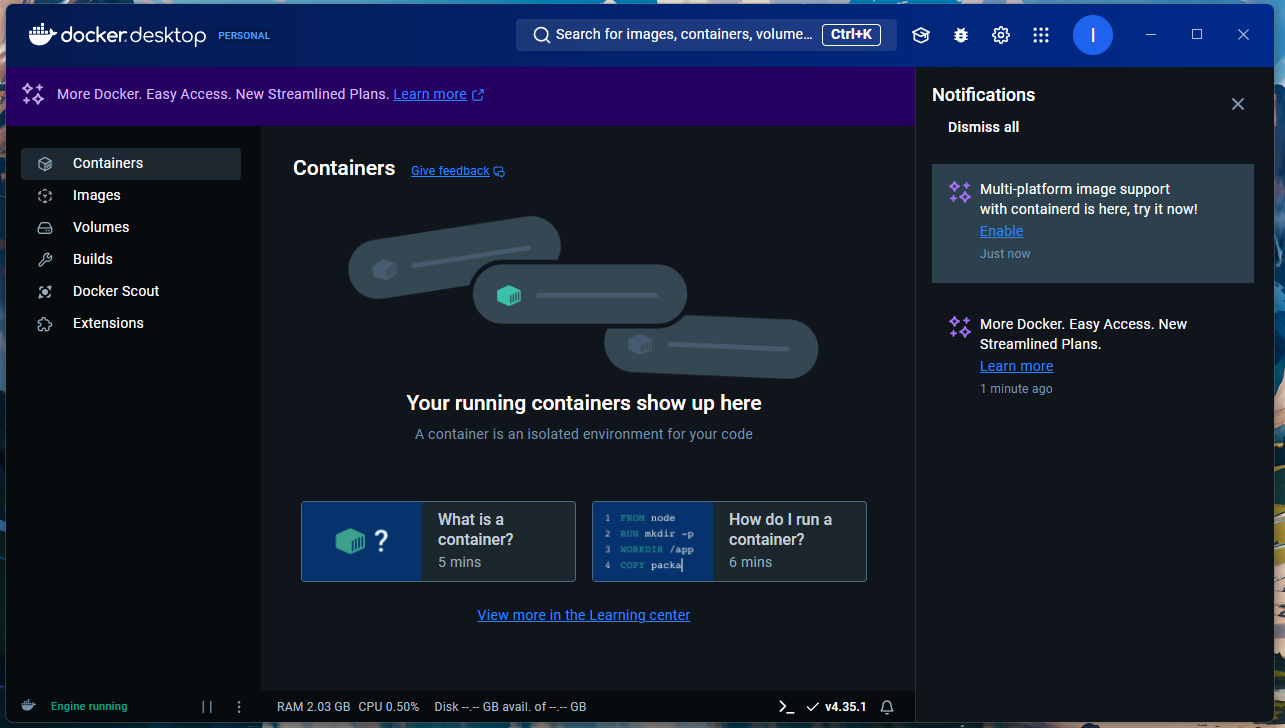 docker.desktop PERSONAL
Search for images, containers, volume... Ctrl+K
I
More Docker. Easy Access. New Streamlined Plans. Learn more
Containers
Images
Volumes
Builds
Docker Scout
Extensions
Containers Give feedback
Your running containers show up here
A container is an isolated environment for your code
?
What is a
container?
5 mins
1 FROM node
2 RUN mkdir -p
3 WORKDIR /app
4 COPY packa
How do I run a
container?
6 mins
View more in the Learning center
Notifications
Dismiss all
Multi-platform image support
with containerd is here, try it now!
Enable
Just now
More Docker. Easy Access. New
Streamlined Plans.
Learn more
1 minute ago
Engine running
RAM 2.03 GB CPU 0.50% Disk --.-- GB avail. of --.-- GB
v4.35.1